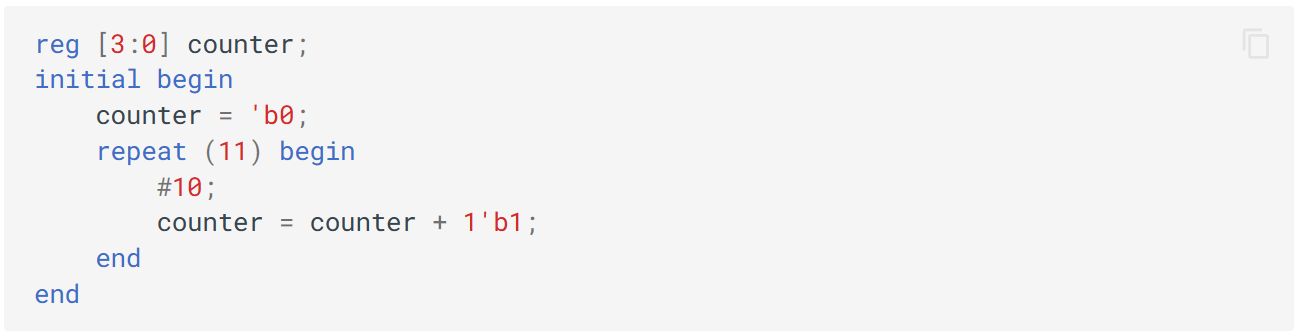 reg [3:0] counter;
initial begin
    counter = 'b0;
    repeat (11) begin
        #10;
        counter = counter + 1'b1;
    end
end